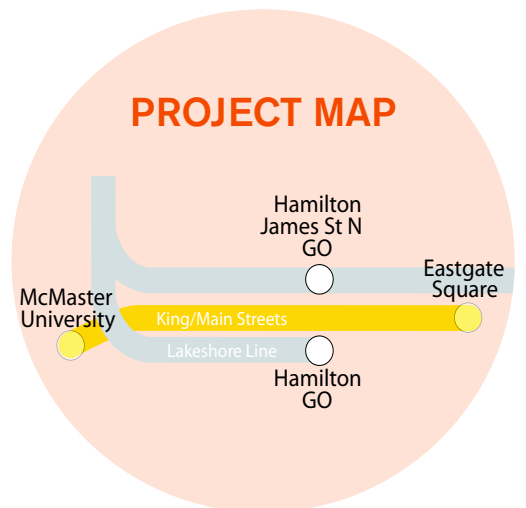 PROJECT MAP
Hamilton
James St N
GO
Eastgate
Square
McMaster
University
King/Main Streets
Lakeshore Line
Hamilton
GO